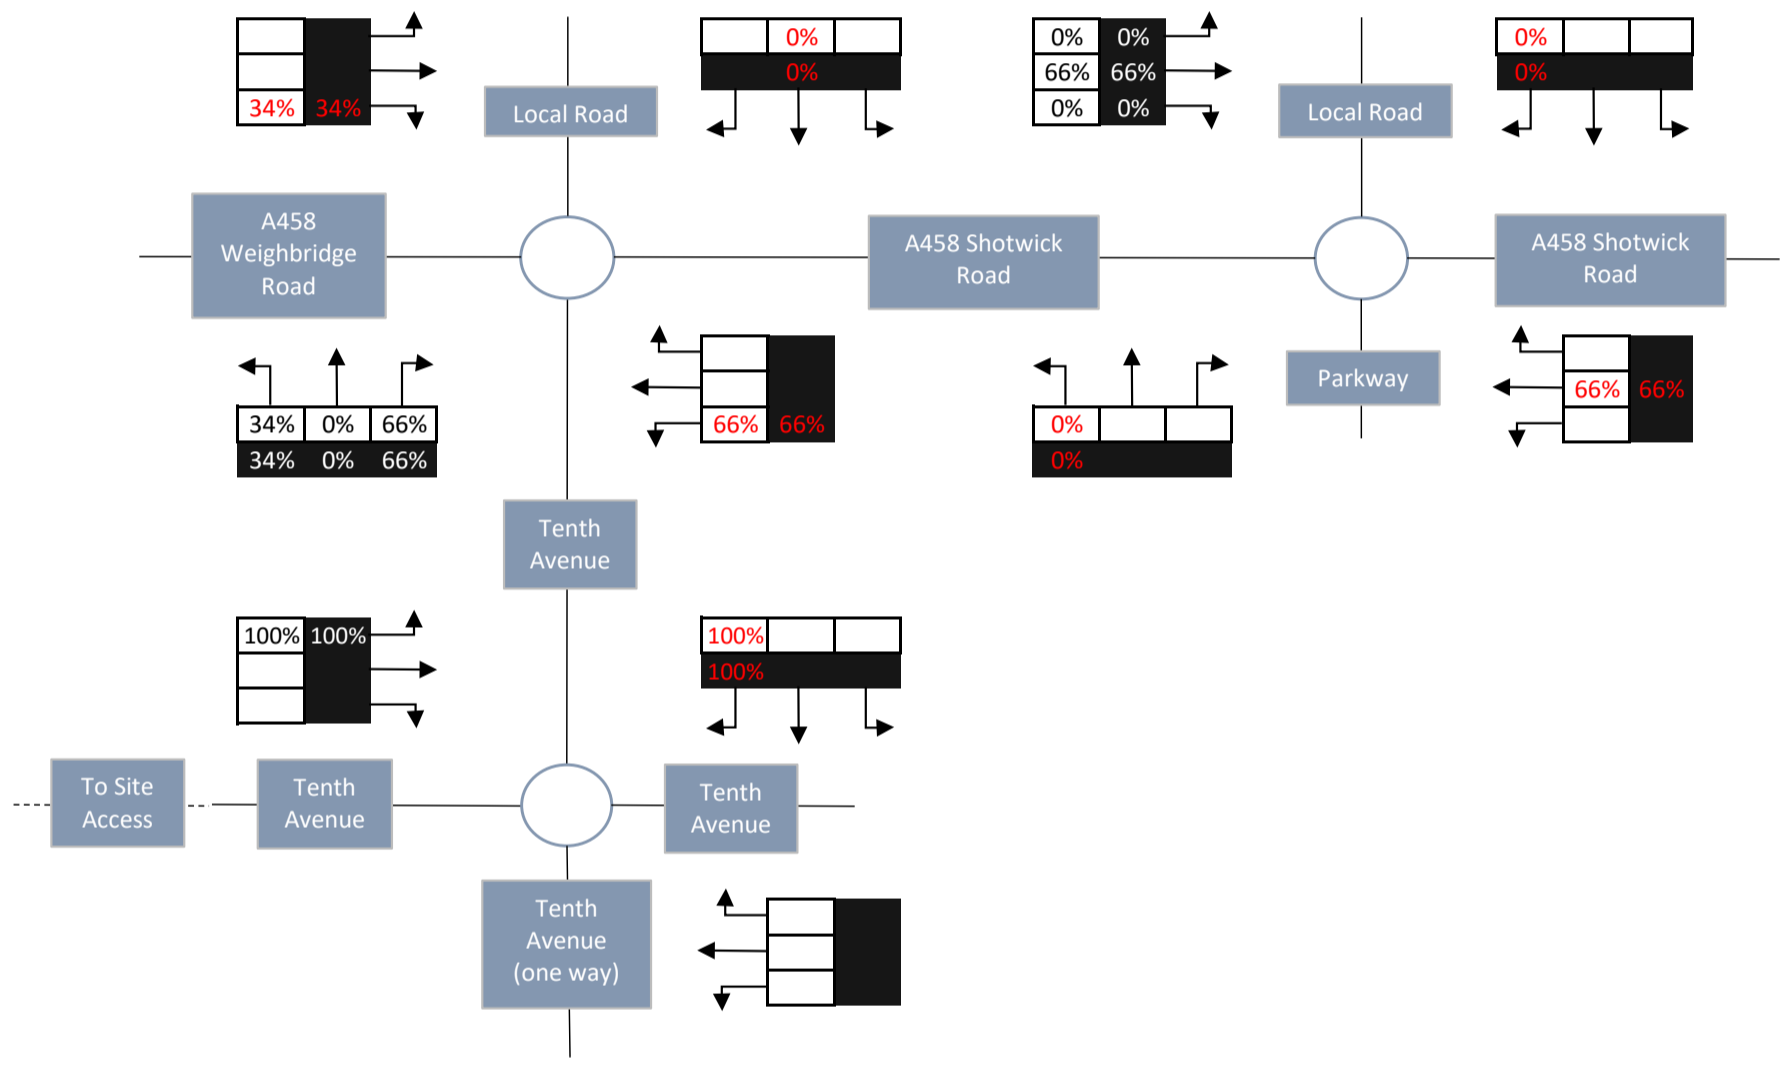 0%
0% 0%
0%
34% 34%
0%
66% 66%
0% 0%
0%
Local Road
Local Road
A458
Weighbridge
Road
A458 Shotwick
Road
A458 Shotwick
Road
34% 0% 66%
34% 0% 66%
66% 66%
0%
0%
Parkway
66% 66%
Tenth
Avenue
100% 100%
100%
100%
To Site
Access
Tenth
Avenue
Tenth
Avenue
Tenth
Avenue
(one way)